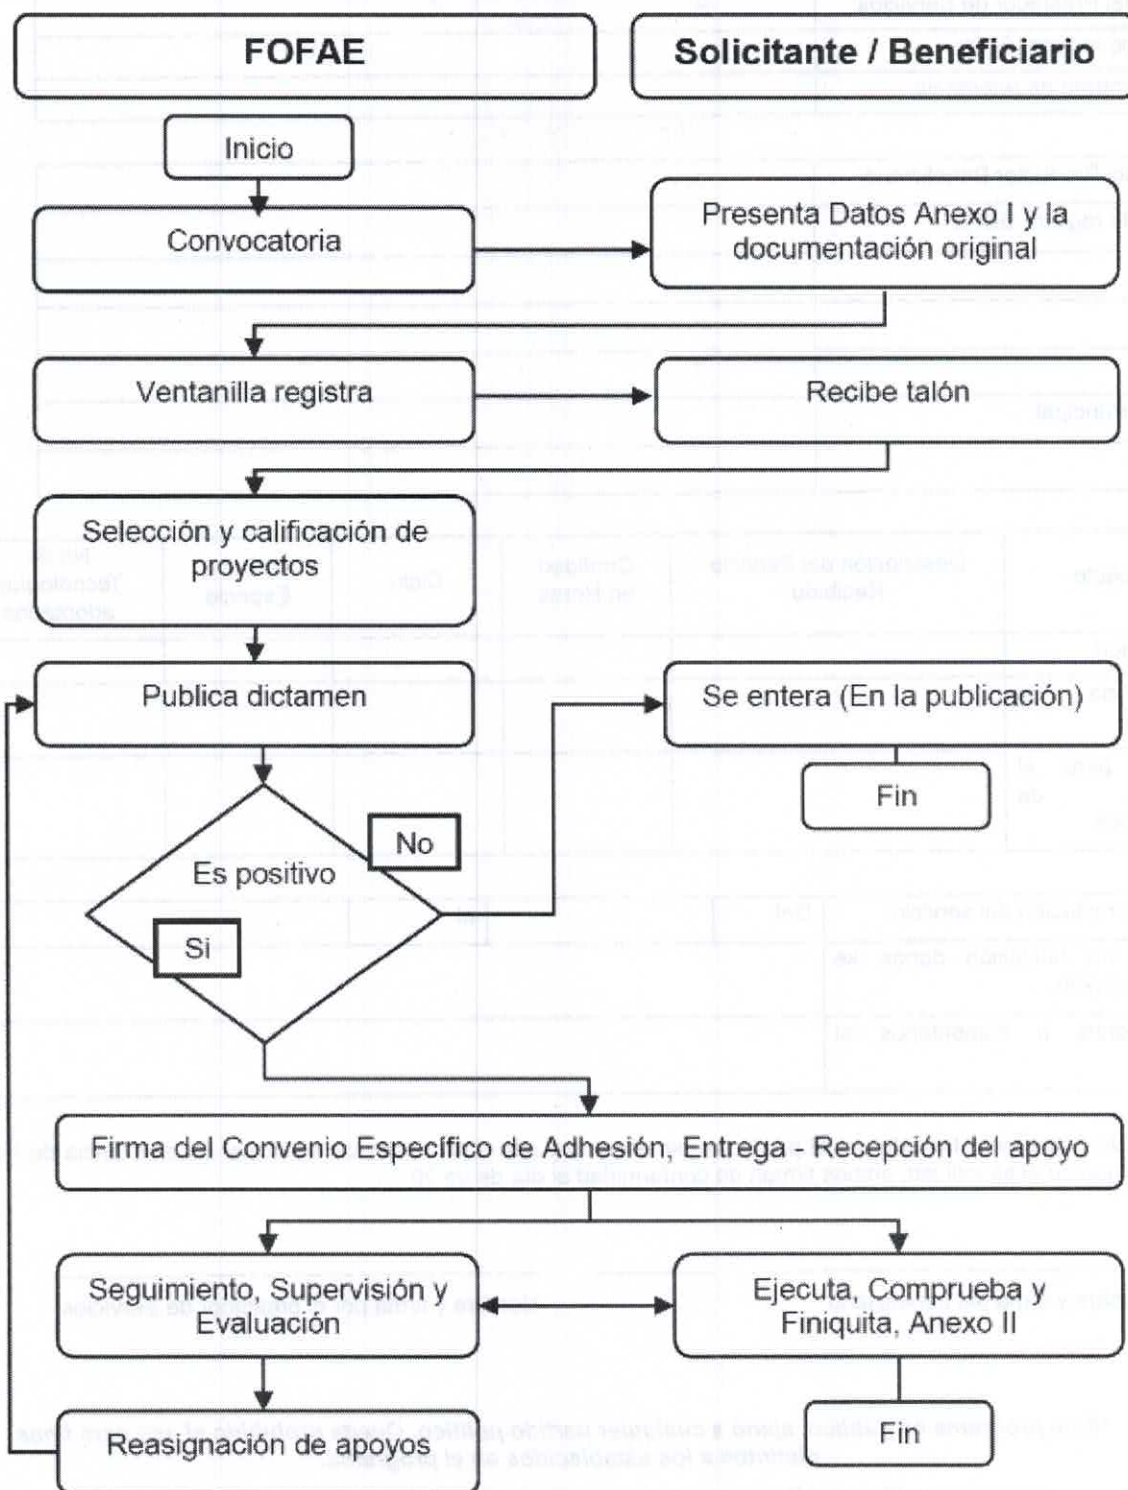 FOFAE
Solicitante / Beneficiario
Inicio
Convocatoria
Presenta Datos Anexo I y la
documentación original
Ventanilla registra
Recibe talón
Selección y calificación de
proyectos
Publica dictamen
Se entera (En la publicación)
Fin
No
Es positivo
Si
Firma del Convenio Específico de Adhesión, Entrega - Recepción del apoyo
Seguimiento, Supervisión y
Evaluación
Ejecuta, Comprueba y
Finiquita, Anexo II
Reasignación de apoyos
Fin